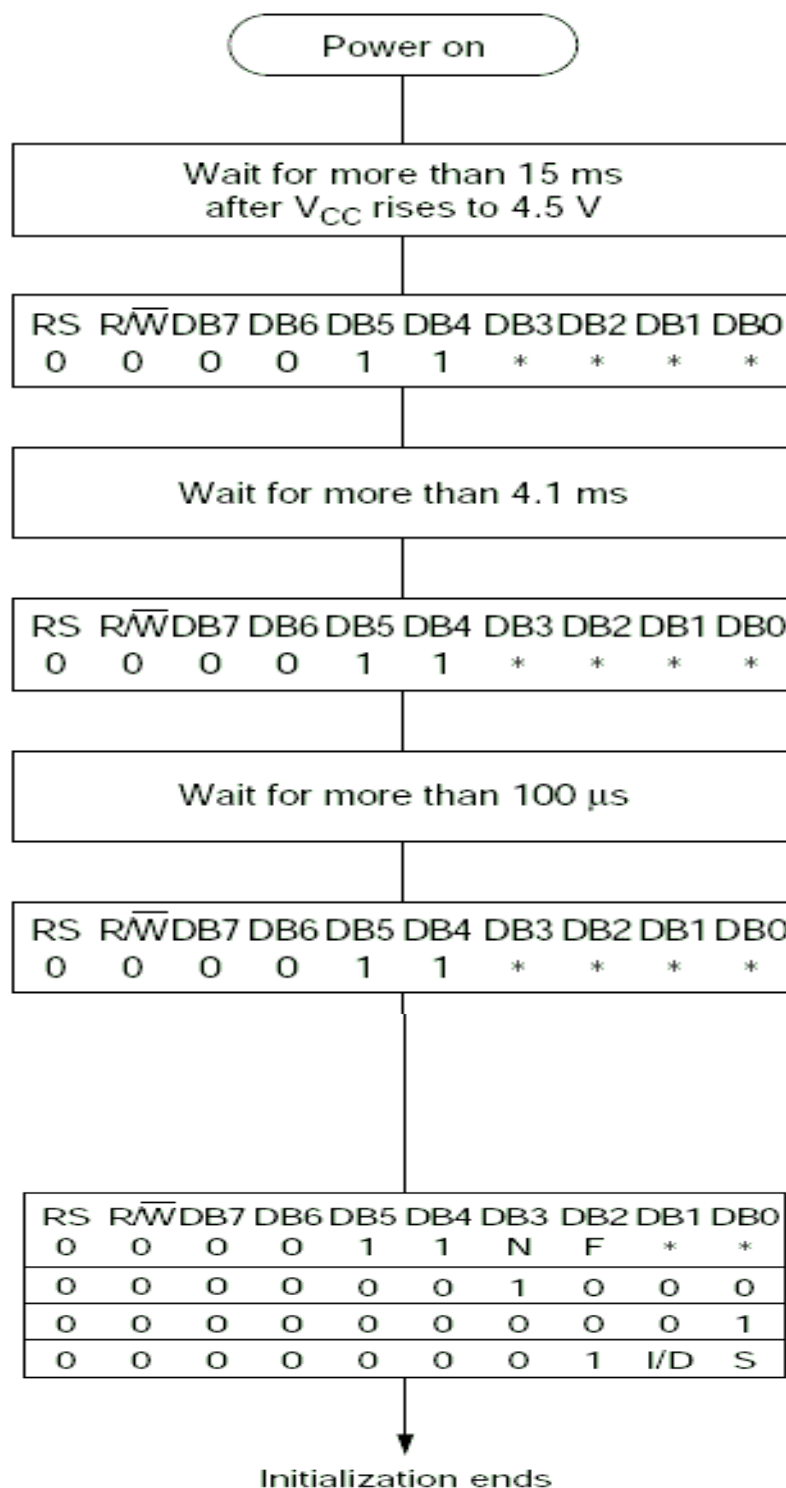 Power on
Wait for more than 15 ms
after VCC rises to 4.5 V
RS R/W̅ DB7 DB6 DB5 DB4 DB3 DB2 DB1 DB0
0 0 0 0 1 1 * * * *
Wait for more than 4.1 ms
RS R/W̅ DB7 DB6 DB5 DB4 DB3 DB2 DB1 DB0
0 0 0 0 1 1 * * * *
Wait for more than 100 µs
RS R/W̅ DB7 DB6 DB5 DB4 DB3 DB2 DB1 DB0
0 0 0 0 1 1 * * * *
RS R/W̅ DB7 DB6 DB5 DB4 DB3 DB2 DB1 DB0
0 0 0 0 1 1 N F * *
0 0 0 0 0 0 1 0 0 0
0 0 0 0 0 0 0 0 0 1
0 0 0 0 0 0 0 1 I/D S
Initialization ends